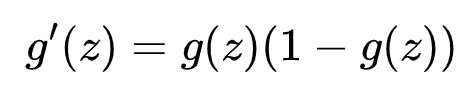 g′(z) = g(z)(1 − g(z))